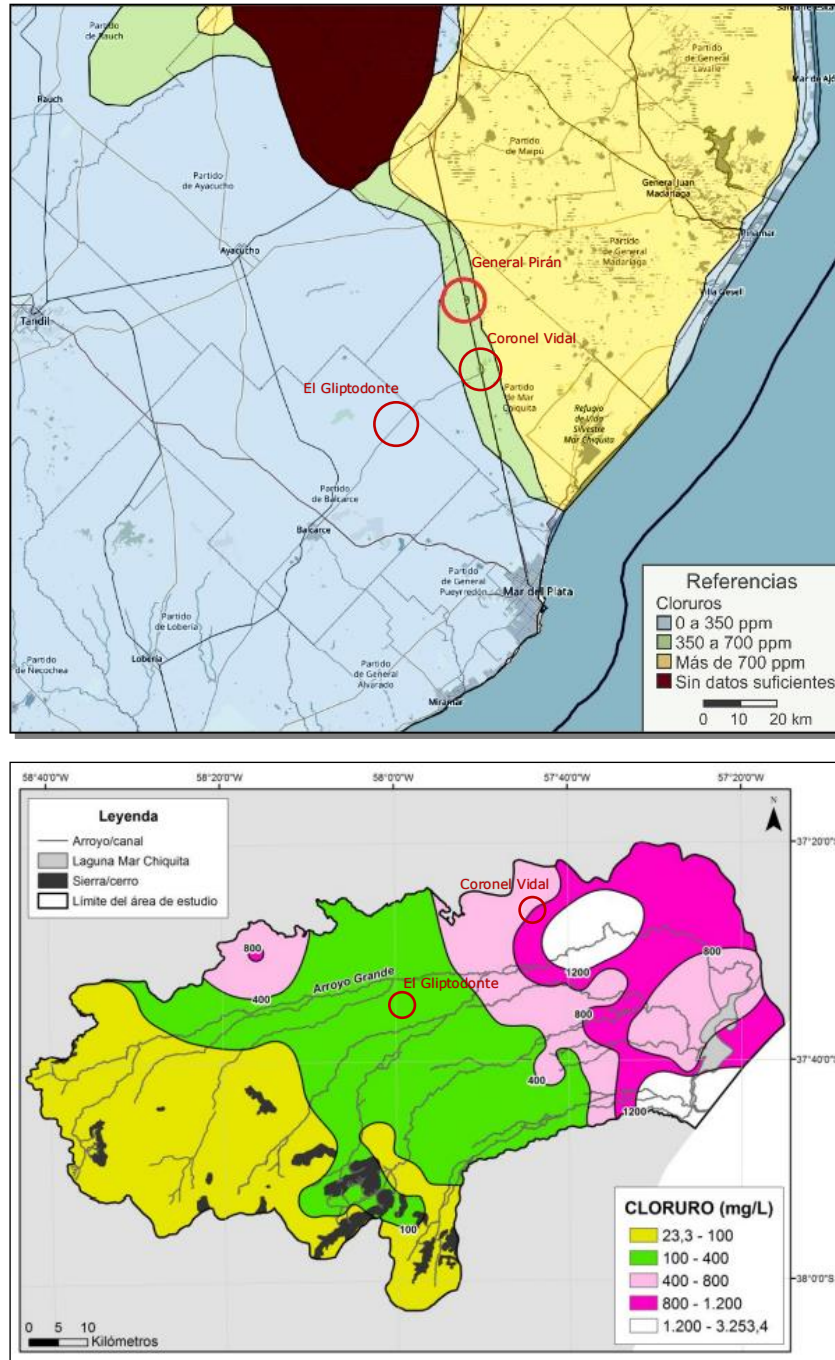 Partido
de Rauch
Rauch
Partido
de Ayacucho
Ayacucho
Tandil
Partido
de General
Lavalle
Mar de Ajó
Partido
de Maipú
General Juan
Madariaga
Partido
de General
Madariaga
Pinamar
Villa Gesell
General Pirán
Coronel Vidal
El Gliptodonte
Partido
de Mar
Chiquita
Refugio
de Vida
Silvestre
Mar Chiquita
Partido
de Balcarce
Balcarce
Partido
de General
Pueyrredón
Mar del Plata
Partido
de Lobería
Lobería
Partido
de Necochea
Partido
de General
Alvarado
Miramar
Referencias
Cloruros
0 a 350 ppm
350 a 700 ppm
Más de 700 ppm
Sin datos suficientes
0 10 20 km
58°40'0"W 58°20'0"W 58°0'0"W 57°40'0"W 57°20'0"W
Leyenda
Arroyo/canal
Laguna Mar Chiquita
Sierra/cerro
Límite del área de estudio
N
37°20'0"S
Coronel Vidal
800
400
Arroyo Grande
El Gliptodonte
1200
800
800
400
1200
37°40'0"S
100
38°0'0"S
CLORURO (mg/L)
23,3 - 100
100 - 400
400 - 800
800 - 1.200
1.200 - 3.253,4
0 5 10
Kilómetros